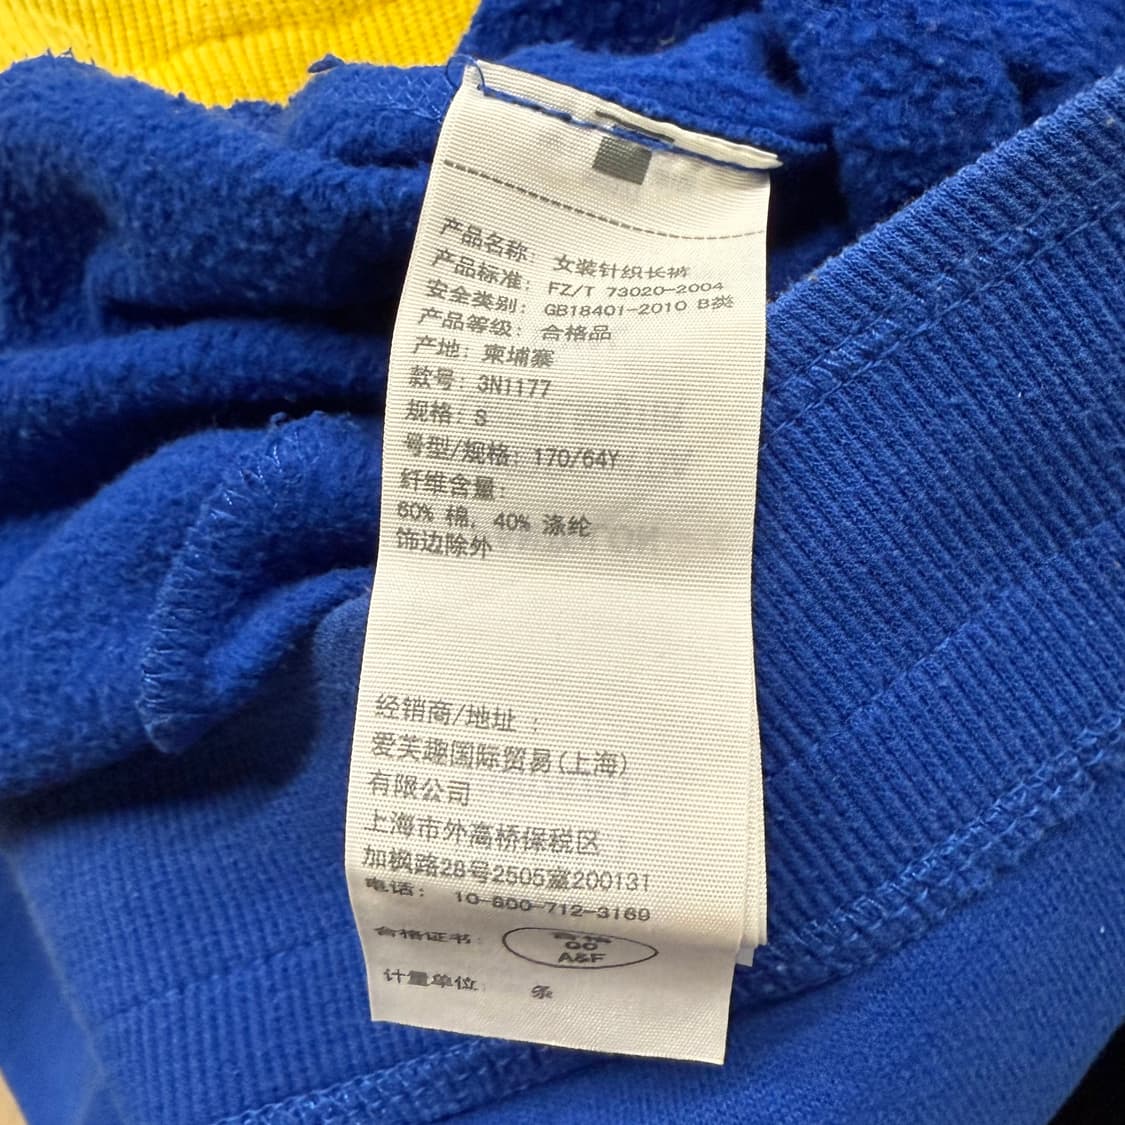 产品名称: 女装针织长裤
产品标准: FZ/T 73020-2004
安全类别: GB18401-2010 B类
产品等级: 合格品
产地: 柬埔寨
款号: 3N1177
规格: S
号型/规格: 170/64Y
纤维含量:
60% 棉, 40% 涤纶
饰边除外
经销商/地址 :
爱芙趣国际贸易(上海)
有限公司
上海市外高桥保税区
加枫路28号2505室200131
电话: 10-800-712-3169
合格证书:
合格
QC
A&F
计量单位: 条